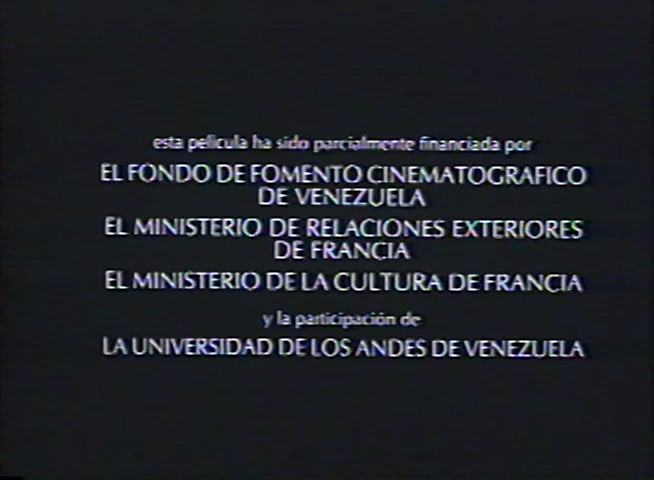 esta película ha sido parcialmente financiada por
EL FONDO DE FOMENTO CINEMATOGRAFICO
DE VENEZUELA
EL MINISTERIO DE RELACIONES EXTERIORES
DE FRANCIA
EL MINISTERIO DE LA CULTURA DE FRANCIA
y la participación de
LA UNIVERSIDAD DE LOS ANDES DE VENEZUELA